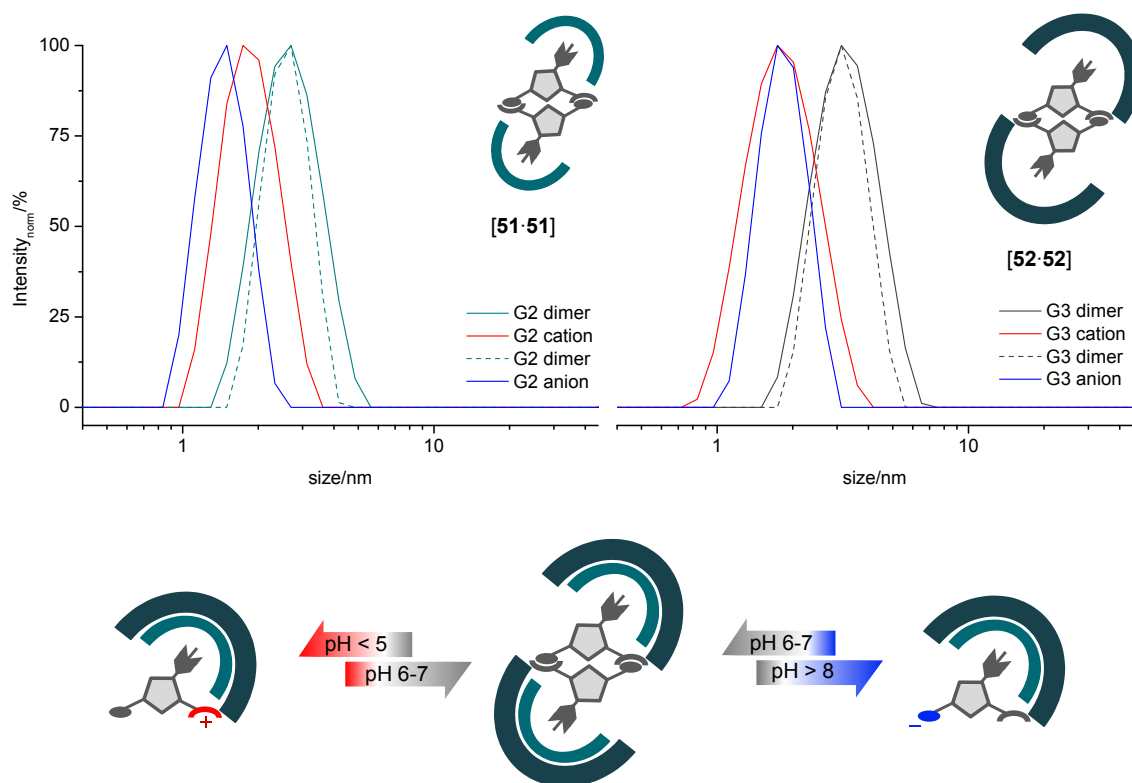 100
75
50
25
0
Intensity norm/%
1
10
size/nm
[51·51]
G2 dimer
G2 cation
G2 dimer
G2 anion
1
10
size/nm
[52·52]
G3 dimer
G3 cation
G3 dimer
G3 anion
pH < 5
pH 6-7
pH 6-7
pH > 8
+
−